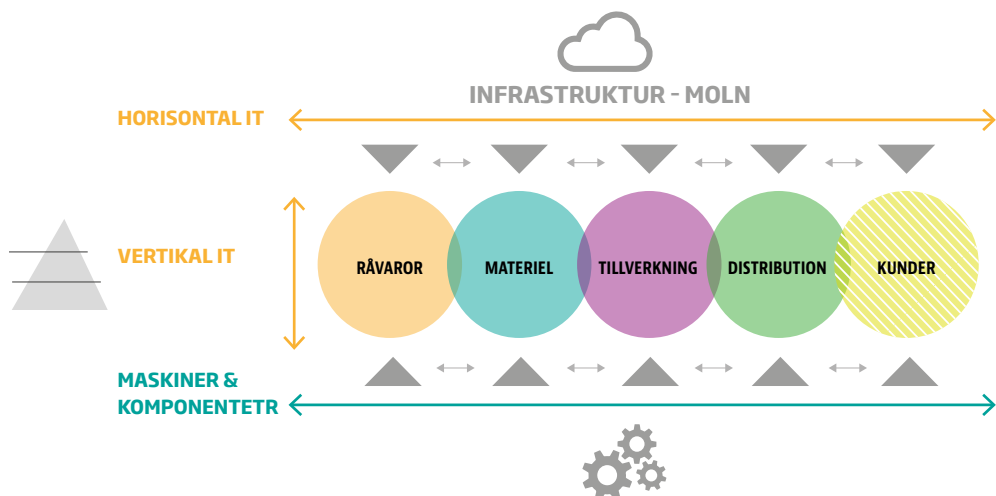 INFRASTRUKTUR - MOLN
HORISONTAL IT
VERTIKAL IT
RÅVAROR
MATERIEL
TILLVERKNING
DISTRIBUTION
KUNDER
MASKINER &
KOMPONENTETR